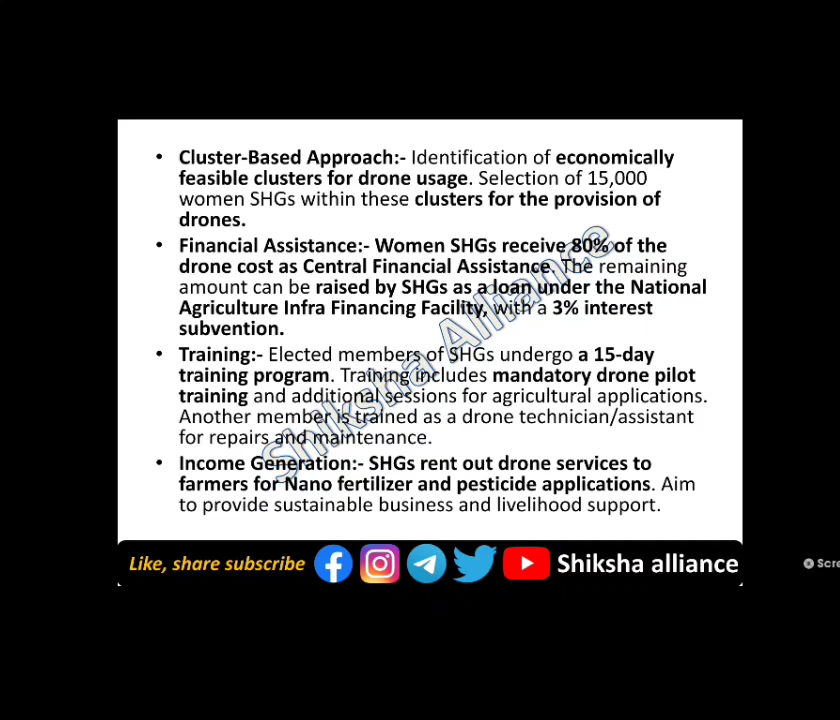 • Cluster-Based Approach:- Identification of economically
feasible clusters for drone usage. Selection of 15,000
women SHGs within these clusters for the provision of
drones.
• Financial Assistance:- Women SHGs receive 80% of the
drone cost as Central Financial Assistance. The remaining
amount can be raised by SHGs as a loan under the National
Agriculture Infra Financing Facility, with a 3% interest
subvention.
• Training:- Elected members of SHGs undergo a 15-day
training program. Training includes mandatory drone pilot
training and additional sessions for agricultural applications.
Another member is trained as a drone technician/assistant
for repairs and maintenance.
• Income Generation:- SHGs rent out drone services to
farmers for Nano fertilizer and pesticide applications. Aim
to provide sustainable business and livelihood support.
Shiksha Alliance
Like, share subscribe Shiksha alliance